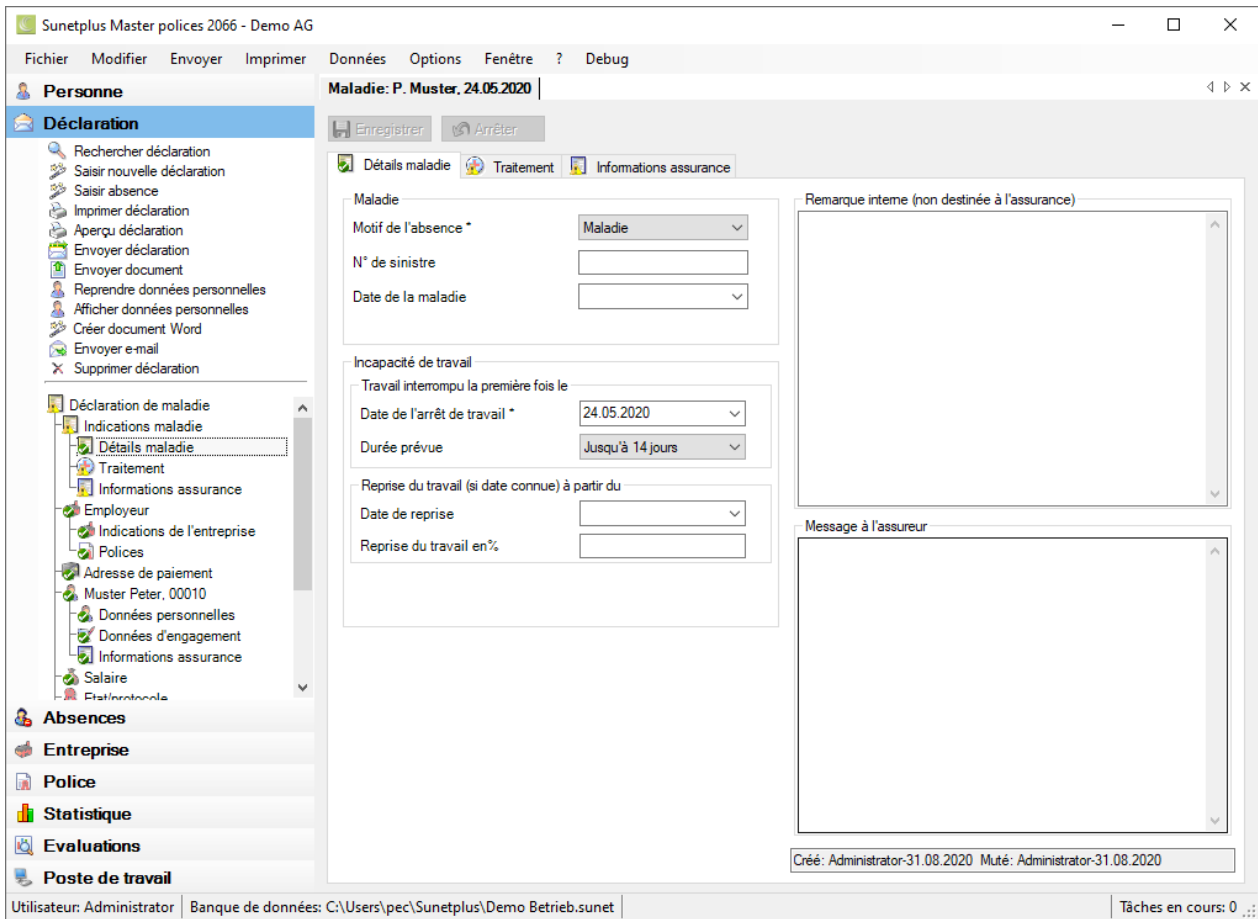 Sunetplus Master polices 2066 - Demo AG
Fichier Modifier Envoyer Imprimer Données Options Fenêtre ? Debug
Personne
Déclaration
Rechercher déclaration
Saisir nouvelle déclaration
Saisir absence
Imprimer déclaration
Aperçu déclaration
Envoyer déclaration
Envoyer document
Reprendre données personnelles
Afficher données personnelles
Créer document Word
Envoyer e-mail
Supprimer déclaration
Déclaration de maladie
Indications maladie
Détails maladie
Traitement
Informations assurance
Employeur
Indications de l'entreprise
Polices
Adresse de paiement
Muster Peter, 00010
Données personnelles
Données d'engagement
Informations assurance
Salaire
Etat/protocole
Absences
Entreprise
Police
Statistique
Evaluations
Poste de travail
Maladie: P. Muster, 24.05.2020
Enregistrer Arrêter
Détails maladie Traitement Informations assurance
Maladie
Motif de l'absence * Maladie
N° de sinistre
Date de la maladie
Incapacité de travail
Travail interrompu la première fois le
Date de l'arrêt de travail * 24.05.2020
Durée prévue Jusqu'à 14 jours
Reprise du travail (si date connue) à partir du
Date de reprise
Reprise du travail en%
Remarque interne (non destinée à l'assurance)
Message à l'assureur
Créé: Administrator-31.08.2020 Muté: Administrator-31.08.2020
Utilisateur: Administrator Banque de données: C:\Users\pec\Sunetplus\Demo Betrieb.sunet Tâches en cours: 0